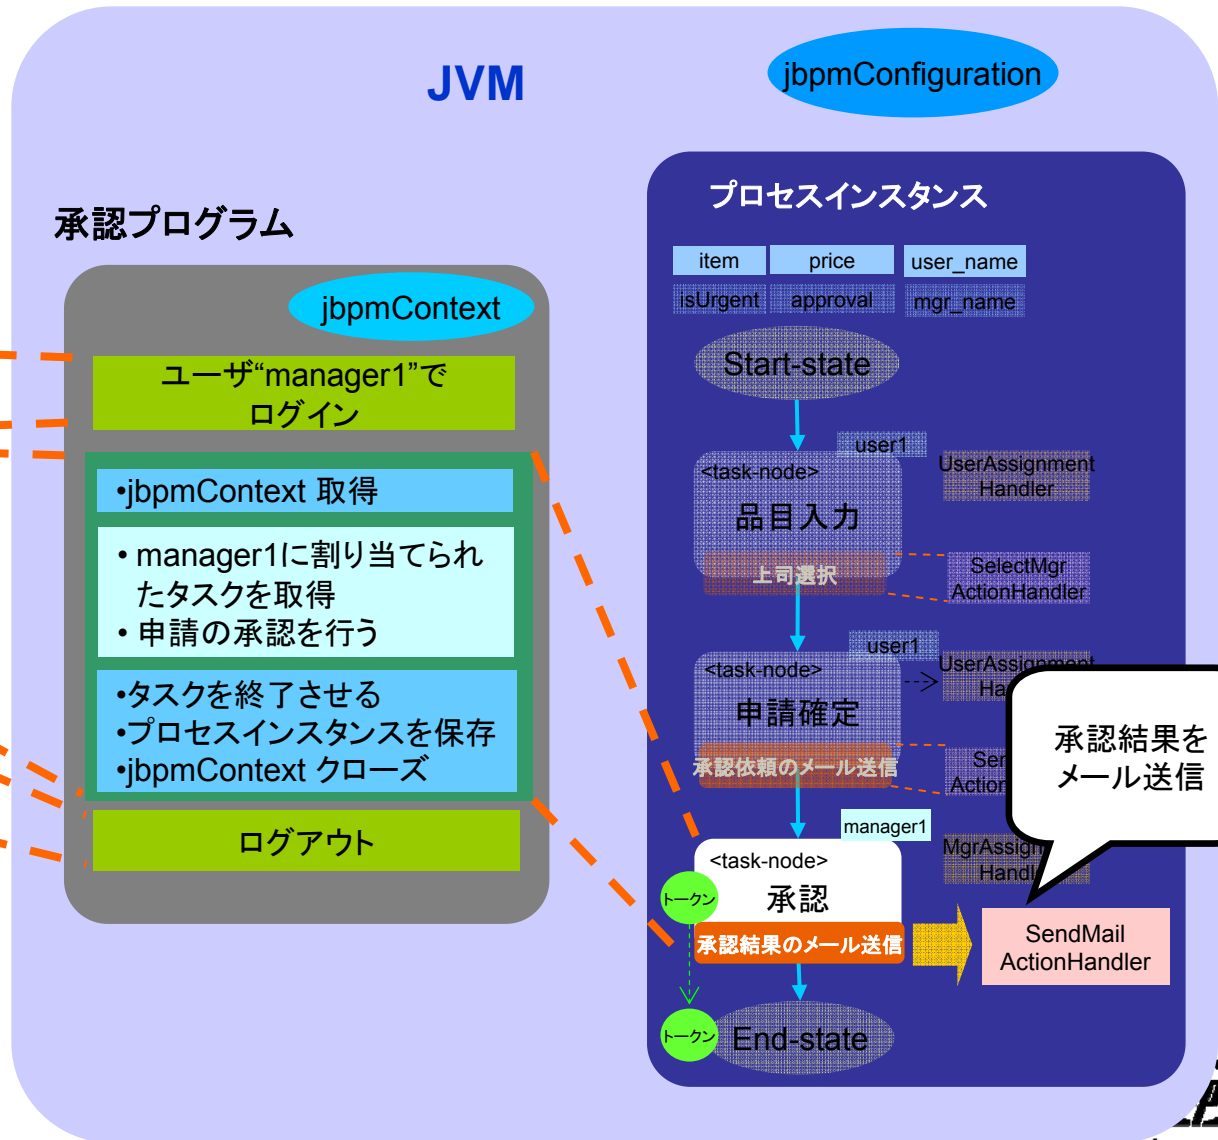 JVM
jbpmConfiguration
承認プログラム
jbpmContext
ユーザ“manager1”で
ログイン
•jbpmContext 取得
• manager1に割り当てられ
たタスクを取得
• 申請の承認を行う
•タスクを終了させる
•プロセスインスタンスを保存
•jbpmContext クローズ
ログアウト
プロセスインスタンス
item
price
user_name
isUrgent
approval
mgr_name
Start-state
user1
<task-node>
品目入力
UserAssignment
Handler
上司選択
SelectMgr
ActionHandler
user1
<task-node>
申請確定
UserAssignment
Ha
承認依頼のメール送信
Sen
Action
承認結果を
メール送信
manager1
<task-node>
承認
MgrAssign
Handl
トークン
承認結果のメール送信
SendMail
ActionHandler
トークン
End-state